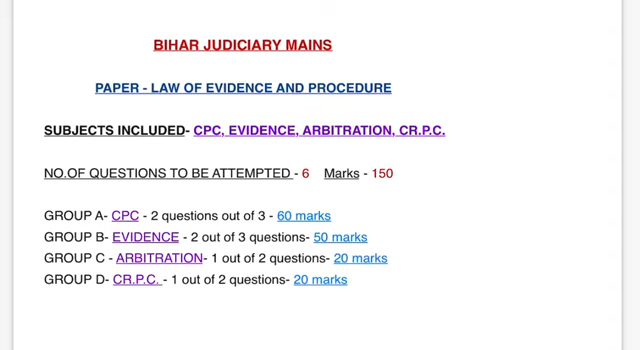 BIHAR JUDICIARY MAINS
PAPER - LAW OF EVIDENCE AND PROCEDURE
SUBJECTS INCLUDED- CPC, EVIDENCE, ARBITRATION, CR.P.C.
NO.OF QUESTIONS TO BE ATTEMPTED - 6 Marks - 150
GROUP A- CPC - 2 questions out of 3 - 60 marks
GROUP B- EVIDENCE - 2 out of 3 questions- 50 marks
GROUP C - ARBITRATION- 1 out of 2 questions- 20 marks
GROUP D- CR.P.C. - 1 out of 2 questions- 20 marks